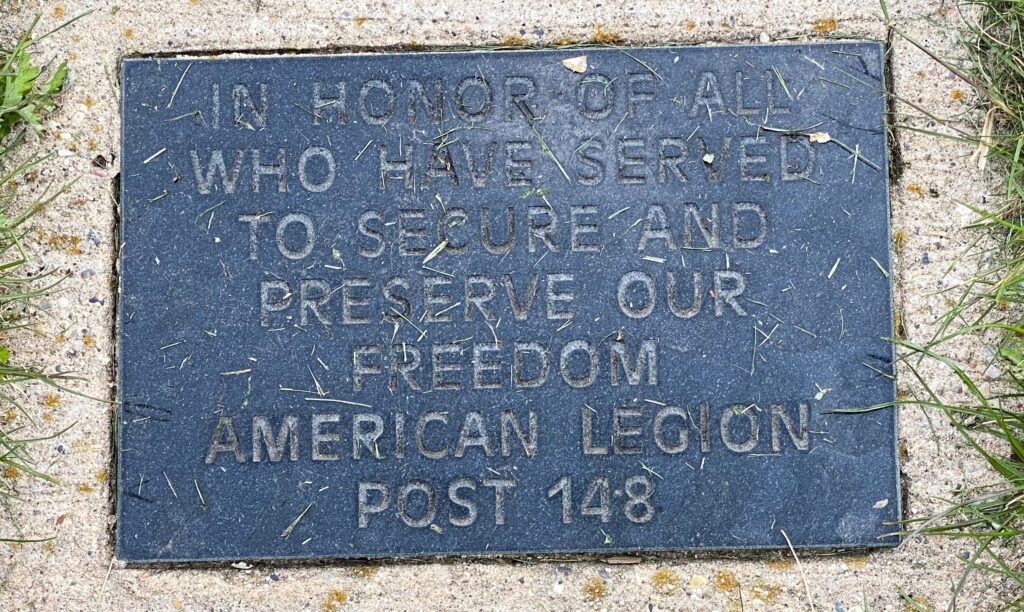 IN HONOR OF ALL
WHO HAVE SERVED
TO SECURE AND
PRESERVE OUR
FREEDOM
AMERICAN LEGION
POST 148